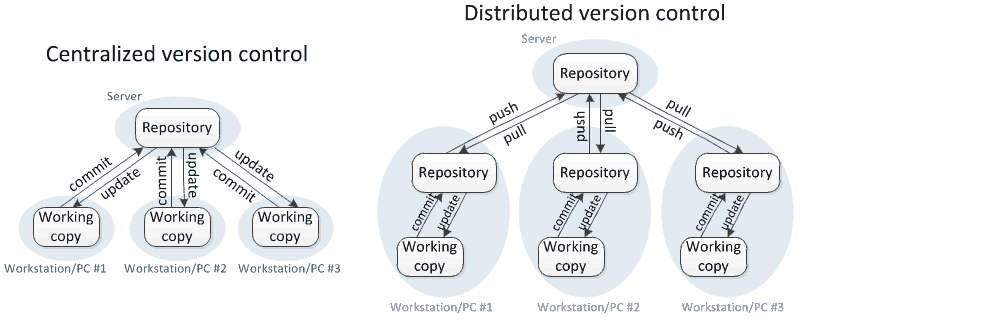 Centralized version control
Server
Repository
commit
update
commit
update
update
commit
Working
copy
Working
copy
Working
copy
Workstation/PC #1
Workstation/PC #2
Workstation/PC #3
Distributed version control
Server
Repository
push
pull
push
pull
pull
push
Repository
Repository
Repository
commit
update
commit
update
commit
update
Working
copy
Working
copy
Working
copy
Workstation/PC #1
Workstation/PC #2
Workstation/PC #3